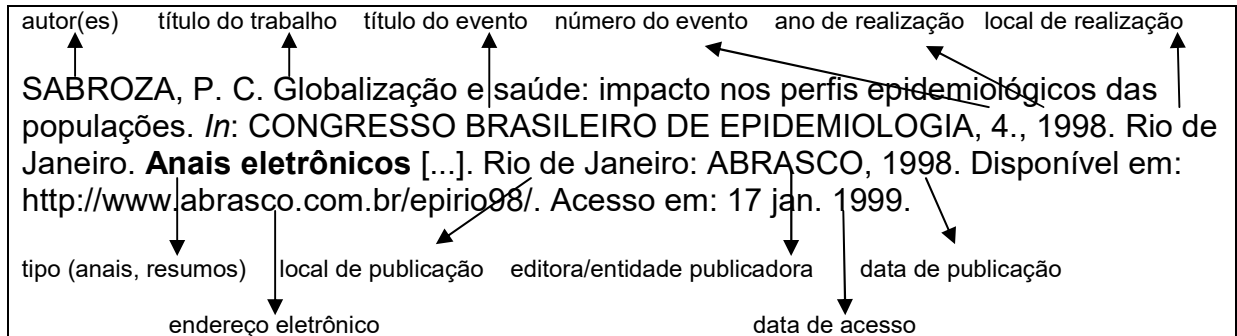 autor(es) título do trabalho título do evento número do evento ano de realização local de realização
SABROZA, P. C. Globalização e saúde: impacto nos perfis epidemiológicos das
populações. In: CONGRESSO BRASILEIRO DE EPIDEMIOLOGIA, 4., 1998. Rio de
Janeiro. Anais eletrônicos [...]. Rio de Janeiro: ABRASCO, 1998. Disponível em:
http://www.abrasco.com.br/epirio98/. Acesso em: 17 jan. 1999.
tipo (anais, resumos) local de publicação editora/entidade publicadora data de publicação
endereço eletrônico data de acesso